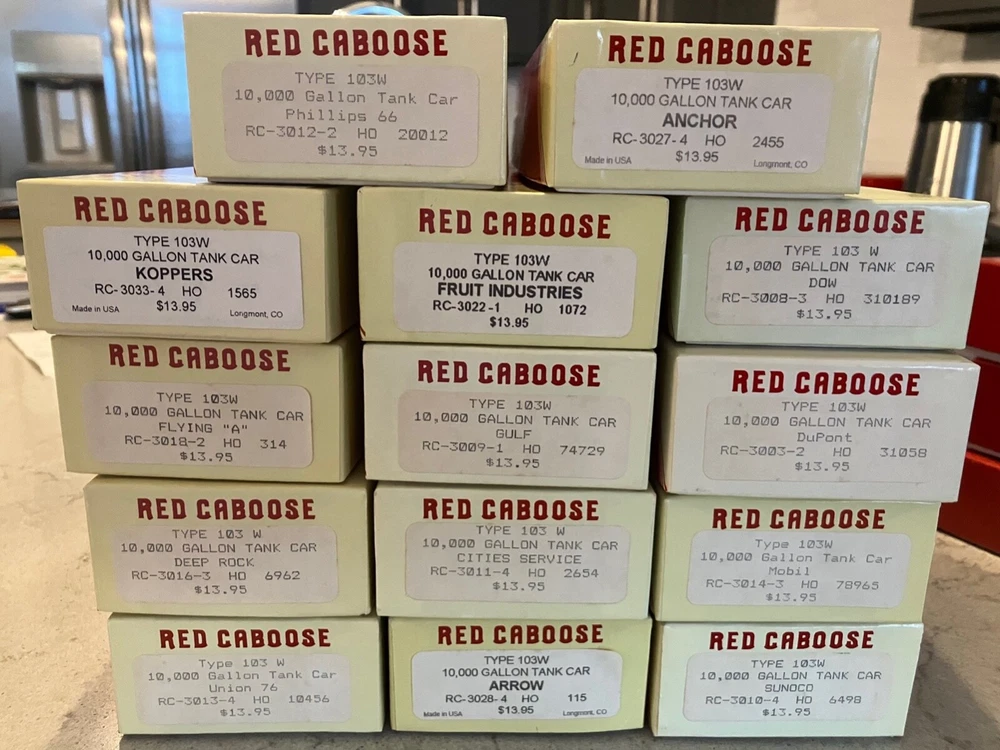 RED CABOOSE
TYPE 103W
10,000 Gallon Tank Car
Phillips 66
RC-3012-2 HO 20012
$13.95
RED CABOOSE
TYPE 103W
10,000 GALLON TANK CAR
ANCHOR
RC-3027-4 HO 2455
Made in USA $13.95 Longmont, CO
RED CABOOSE
TYPE 103W
10,000 GALLON TANK CAR
KOPPERS
RC-3033-4 HO 1565
Made in USA $13.95 Longmont, CO
RED CABOOSE
TYPE 103W
10,000 GALLON TANK CAR
FRUIT INDUSTRIES
RC-3022-1 HO 1072
$13.95
RED CABOOSE
TYPE 103 W
10,000 GALLON TANK CAR
DOW
RC-3008-3 HO 310189
$13.95
RED CABOOSE
TYPE 103W
10,000 GALLON TANK CAR
FLYING "A"
RC-3018-2 HO 314
$13.95
RED CABOOSE
TYPE 103W
10,000 GALLON TANK CAR
GULF
RC-3009-1 HO 74729
$13.95
RED CABOOSE
TYPE 103W
10,000 GALLON TANK CAR
DuPont
RC-3003-2 HO 31058
$13.95
RED CABOOSE
TYPE 103 W
10,000 GALLON TANK CAR
DEEP ROCK
RC-3016-3 HO 6962
$13.95
RED CABOOSE
TYPE 103 W
10,000 GALLON TANK CAR
CITIES SERVICE
RC-3011-4 HO 2654
$13.95
RED CABOOSE
Type 103W
10,000 Gallon Tank Car
Mobil
RC-3014-3 HO 78965
$13.95
RED CABOOSE
Type 103 W
10,000 Gallon Tank Car
Union 76
RC-3013-4 HO 10456
$13.95
RED CABOOSE
TYPE 103W
10,000 GALLON TANK CAR
ARROW
RC-3028-4 HO 115
Made in USA $13.95 Longmont, CO
RED CABOOSE
TYPE 103W
10,000 GALLON TANK CAR
SUNOCO
RC-3010-4 HO 6498
$13.95